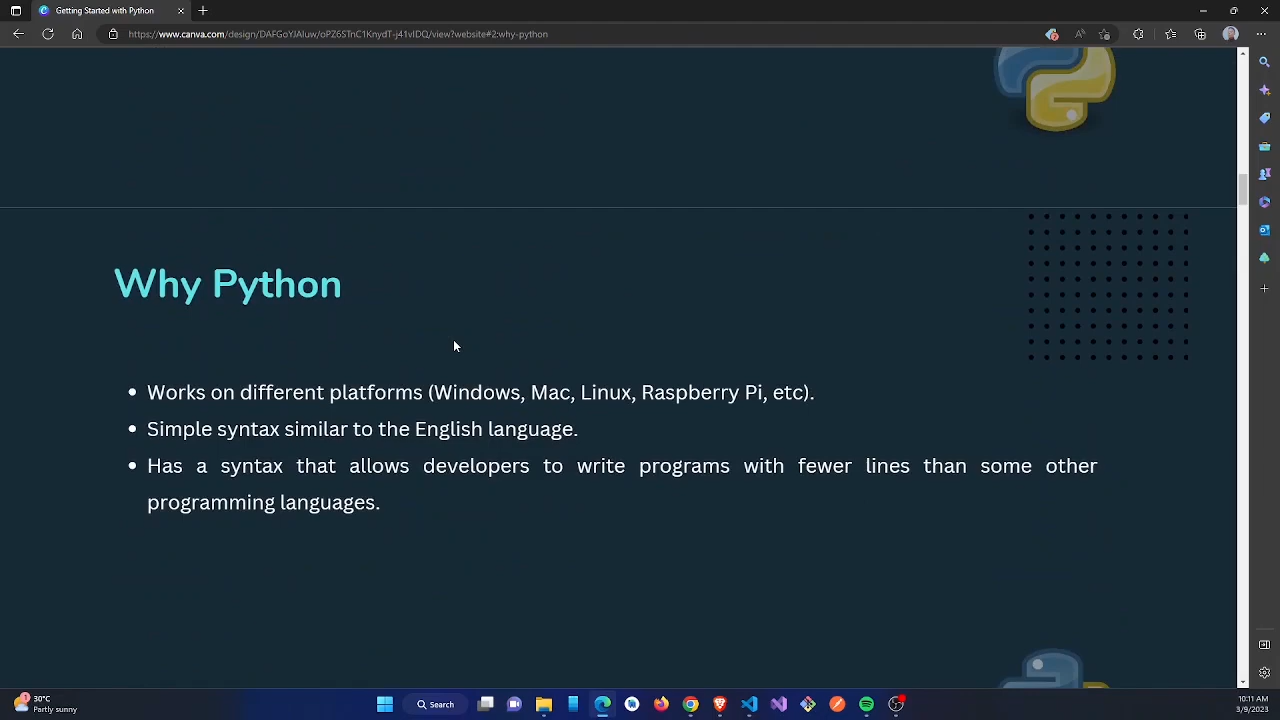 Getting Started with Python
https://www.canva.com/design/DAFGoYJAluw/oPZ6STnC1KnydT-j41vIDQ/view?website#2:why-python
Why Python
Works on different platforms (Windows, Mac, Linux, Raspberry Pi, etc).
Simple syntax similar to the English language.
Has a syntax that allows developers to write programs with fewer lines than some other
programming languages.
30°C
Partly sunny
Search
10:11 AM
3/9/2023